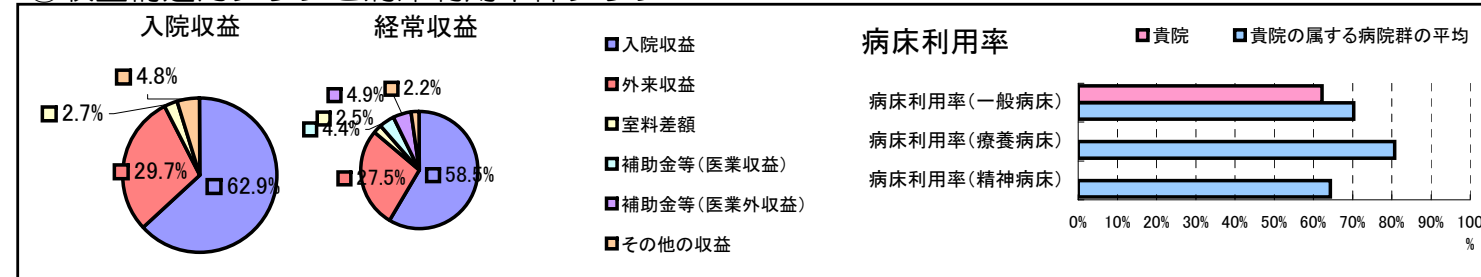 入院収益
4.8%
2.7%
29.7%
62.9%
経常収益
4.9%
2.2%
2.5%
4.4%
27.5%
58.5%
入院収益
外来収益
室料差額
補助金等(医業収益)
補助金等(医業外収益)
その他の収益
病床利用率
貴院
貴院の属する病院群の平均
病床利用率(一般病床)
病床利用率(療養病床)
病床利用率(精神病床)
0% 10% 20% 30% 40% 50% 60% 70% 80% 90% 100
%